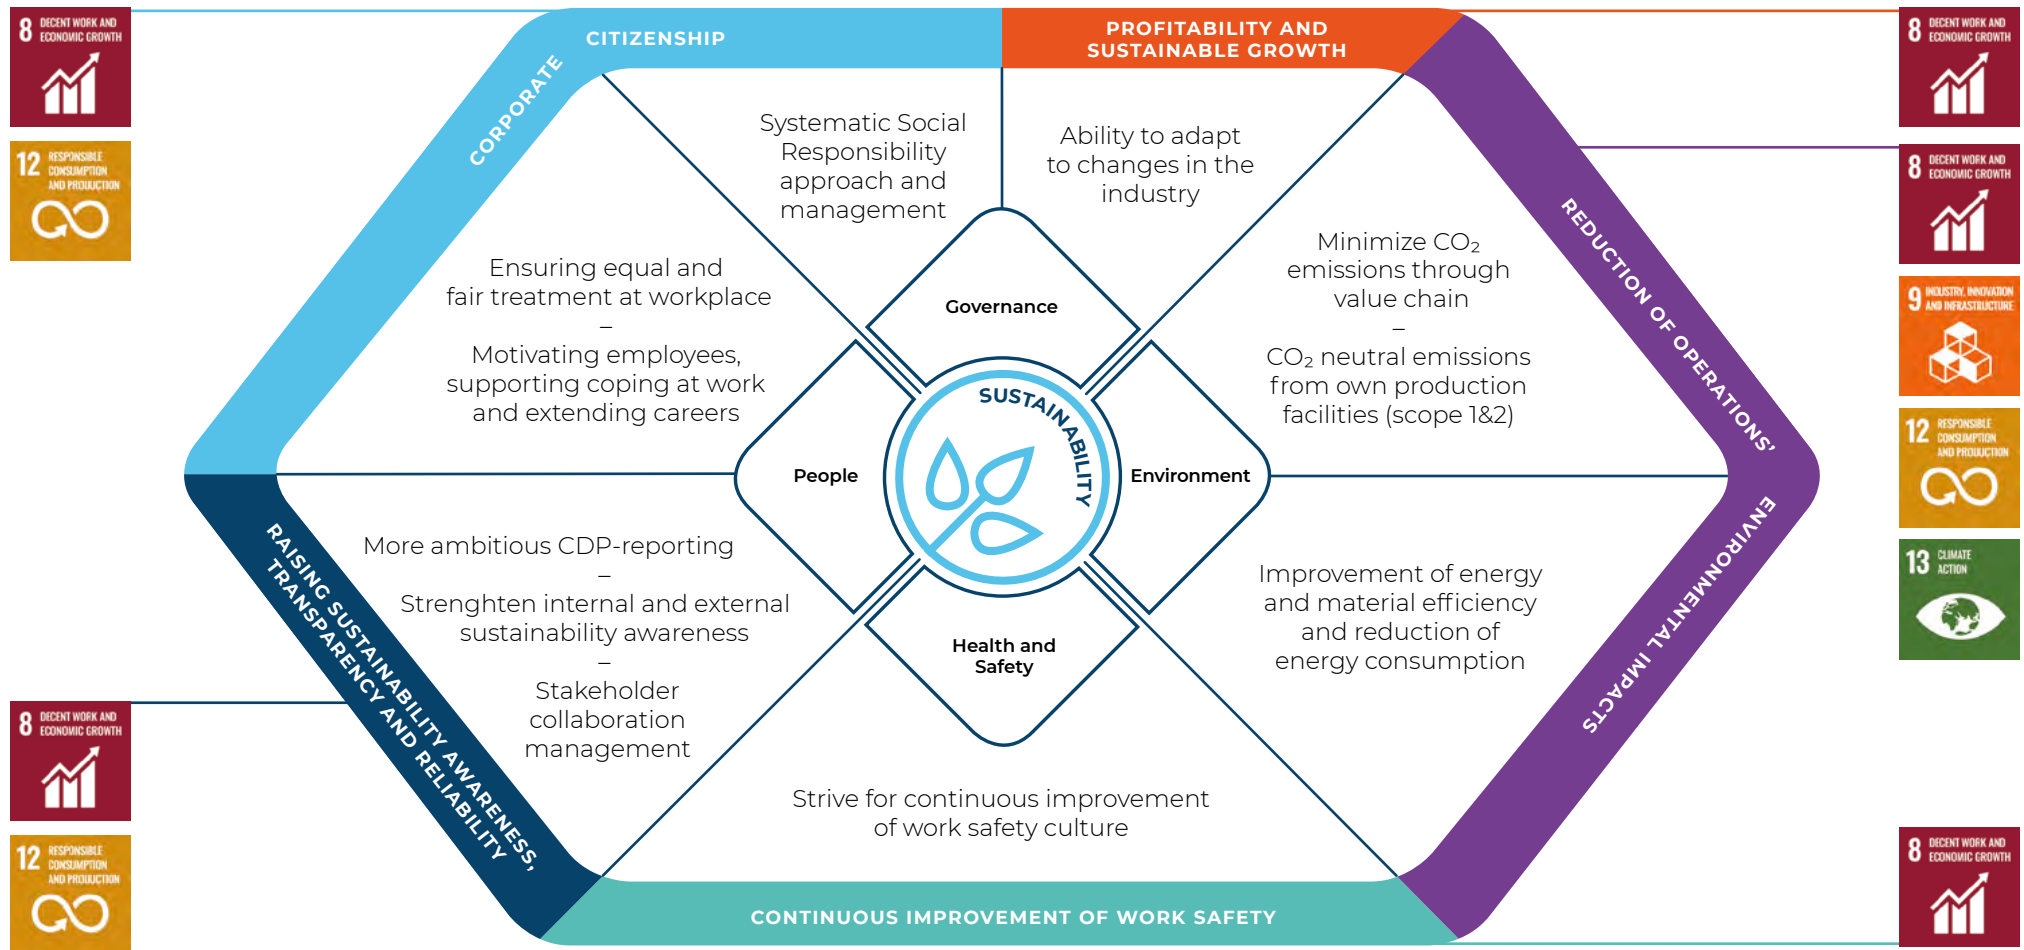 8 DECENT WORK AND
ECONOMIC GROWTH
12 RESPONSIBLE
CONSUMPTION
AND PRODUCTION
CORPORATE
CITIZENSHIP
PROFITABILITY AND
SUSTAINABLE GROWTH
8 DECENT WORK AND
ECONOMIC GROWTH
8 DECENT WORK AND
ECONOMIC GROWTH
9 INDUSTRY, INNOVATION
AND INFRASTRUCTURE
12 RESPONSIBLE
CONSUMPTION
AND PRODUCTION
13 CLIMATE
ACTION
REDUCTION OF OPERATIONS’
ENVIRONMENTAL IMPACTS
Systematic Social
Responsibility
approach and
management
Ability to adapt
to changes in the
industry
Ensuring equal and
fair treatment at workplace
–
Motivating employees,
supporting coping at work
and extending careers
Minimize CO₂
emissions through
value chain
–
CO₂ neutral emissions
from own production
facilities (scope 1&2)
Governance
SUSTAINABILITY
People
Environment
Health and
Safety
More ambitious CDP-reporting
–
Strenghten internal and external
sustainability awareness
–
Stakeholder
collaboration
management
Improvement of energy
and material efficiency
and reduction of
energy consumption
Strive for continuous improvement
of work safety culture
RAISING SUSTAINABILITY AWARENESS,
TRANSPARENCY AND RELIABILITY
CONTINUOUS IMPROVEMENT OF WORK SAFETY
8 DECENT WORK AND
ECONOMIC GROWTH
12 RESPONSIBLE
CONSUMPTION
AND PRODUCTION
8 DECENT WORK AND
ECONOMIC GROWTH